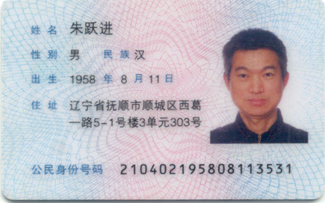 姓名 朱跃进
性别 男 民族 汉
出生 1958 年 8 月 11 日
住址 辽宁省抚顺市顺城区西葛
一路5-1号楼3单元303号
公民身份号码 210402195808113531